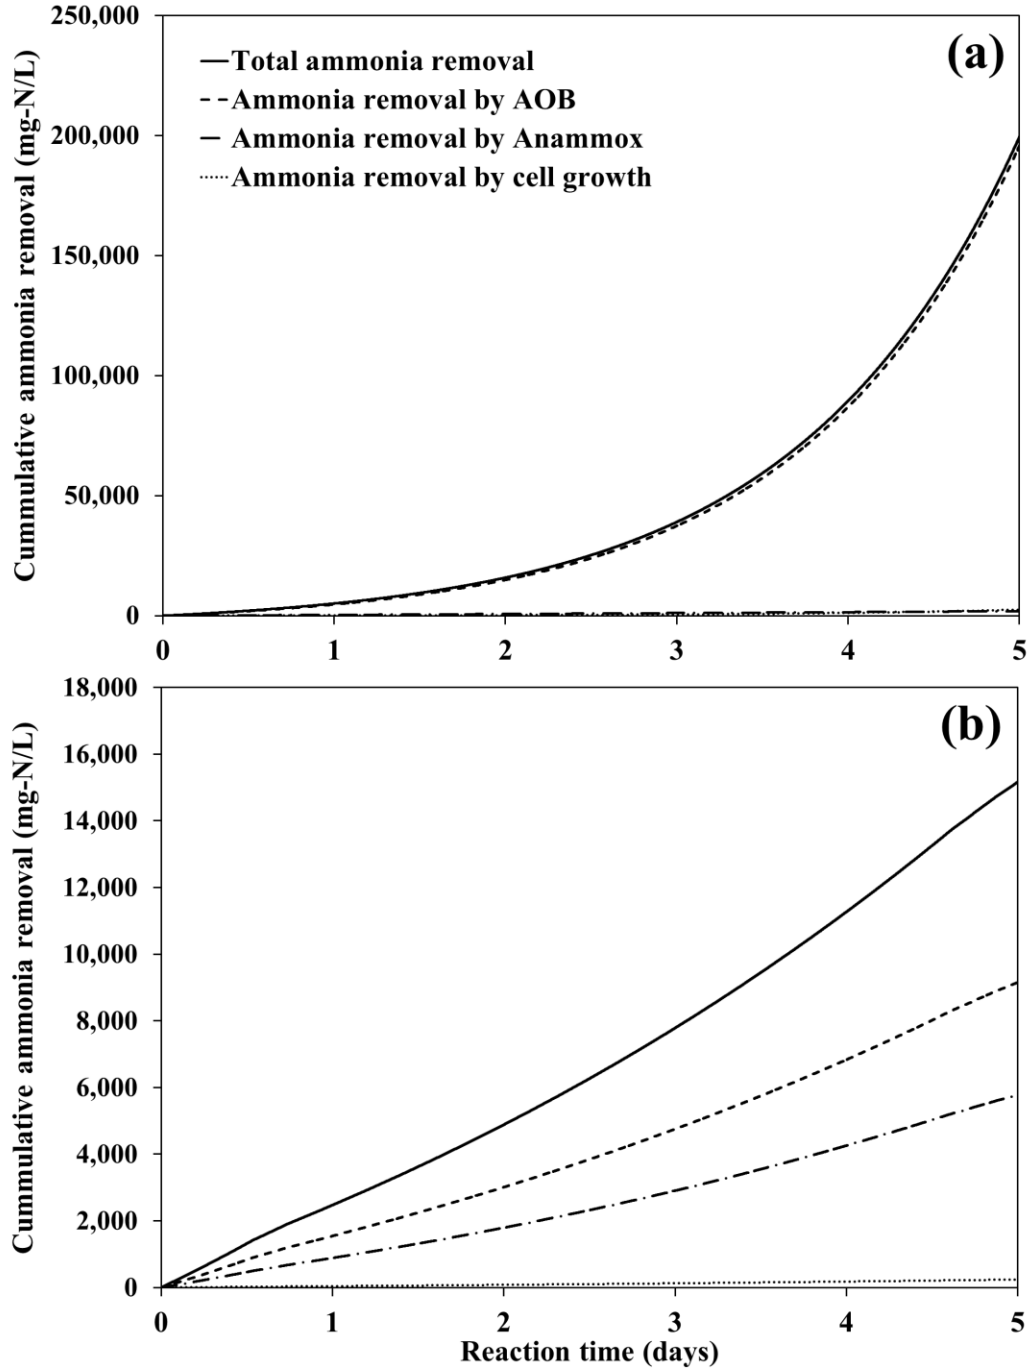 250,000
(a)
Total ammonia removal
Ammonia removal by AOB
200,000
Ammonia removal by Anammox
Ammonia removal by cell growth
150,000
100,000
50,000
0
Cummulative ammonia removal (mg-N/L)
0 1 2 3 4 5
18,000
(b)
16,000
14,000
12,000
10,000
8,000
6,000
4,000
2,000
0
Cummulative ammonia removal (mg-N/L)
0 1 2 3 4 5
Reaction time (days)